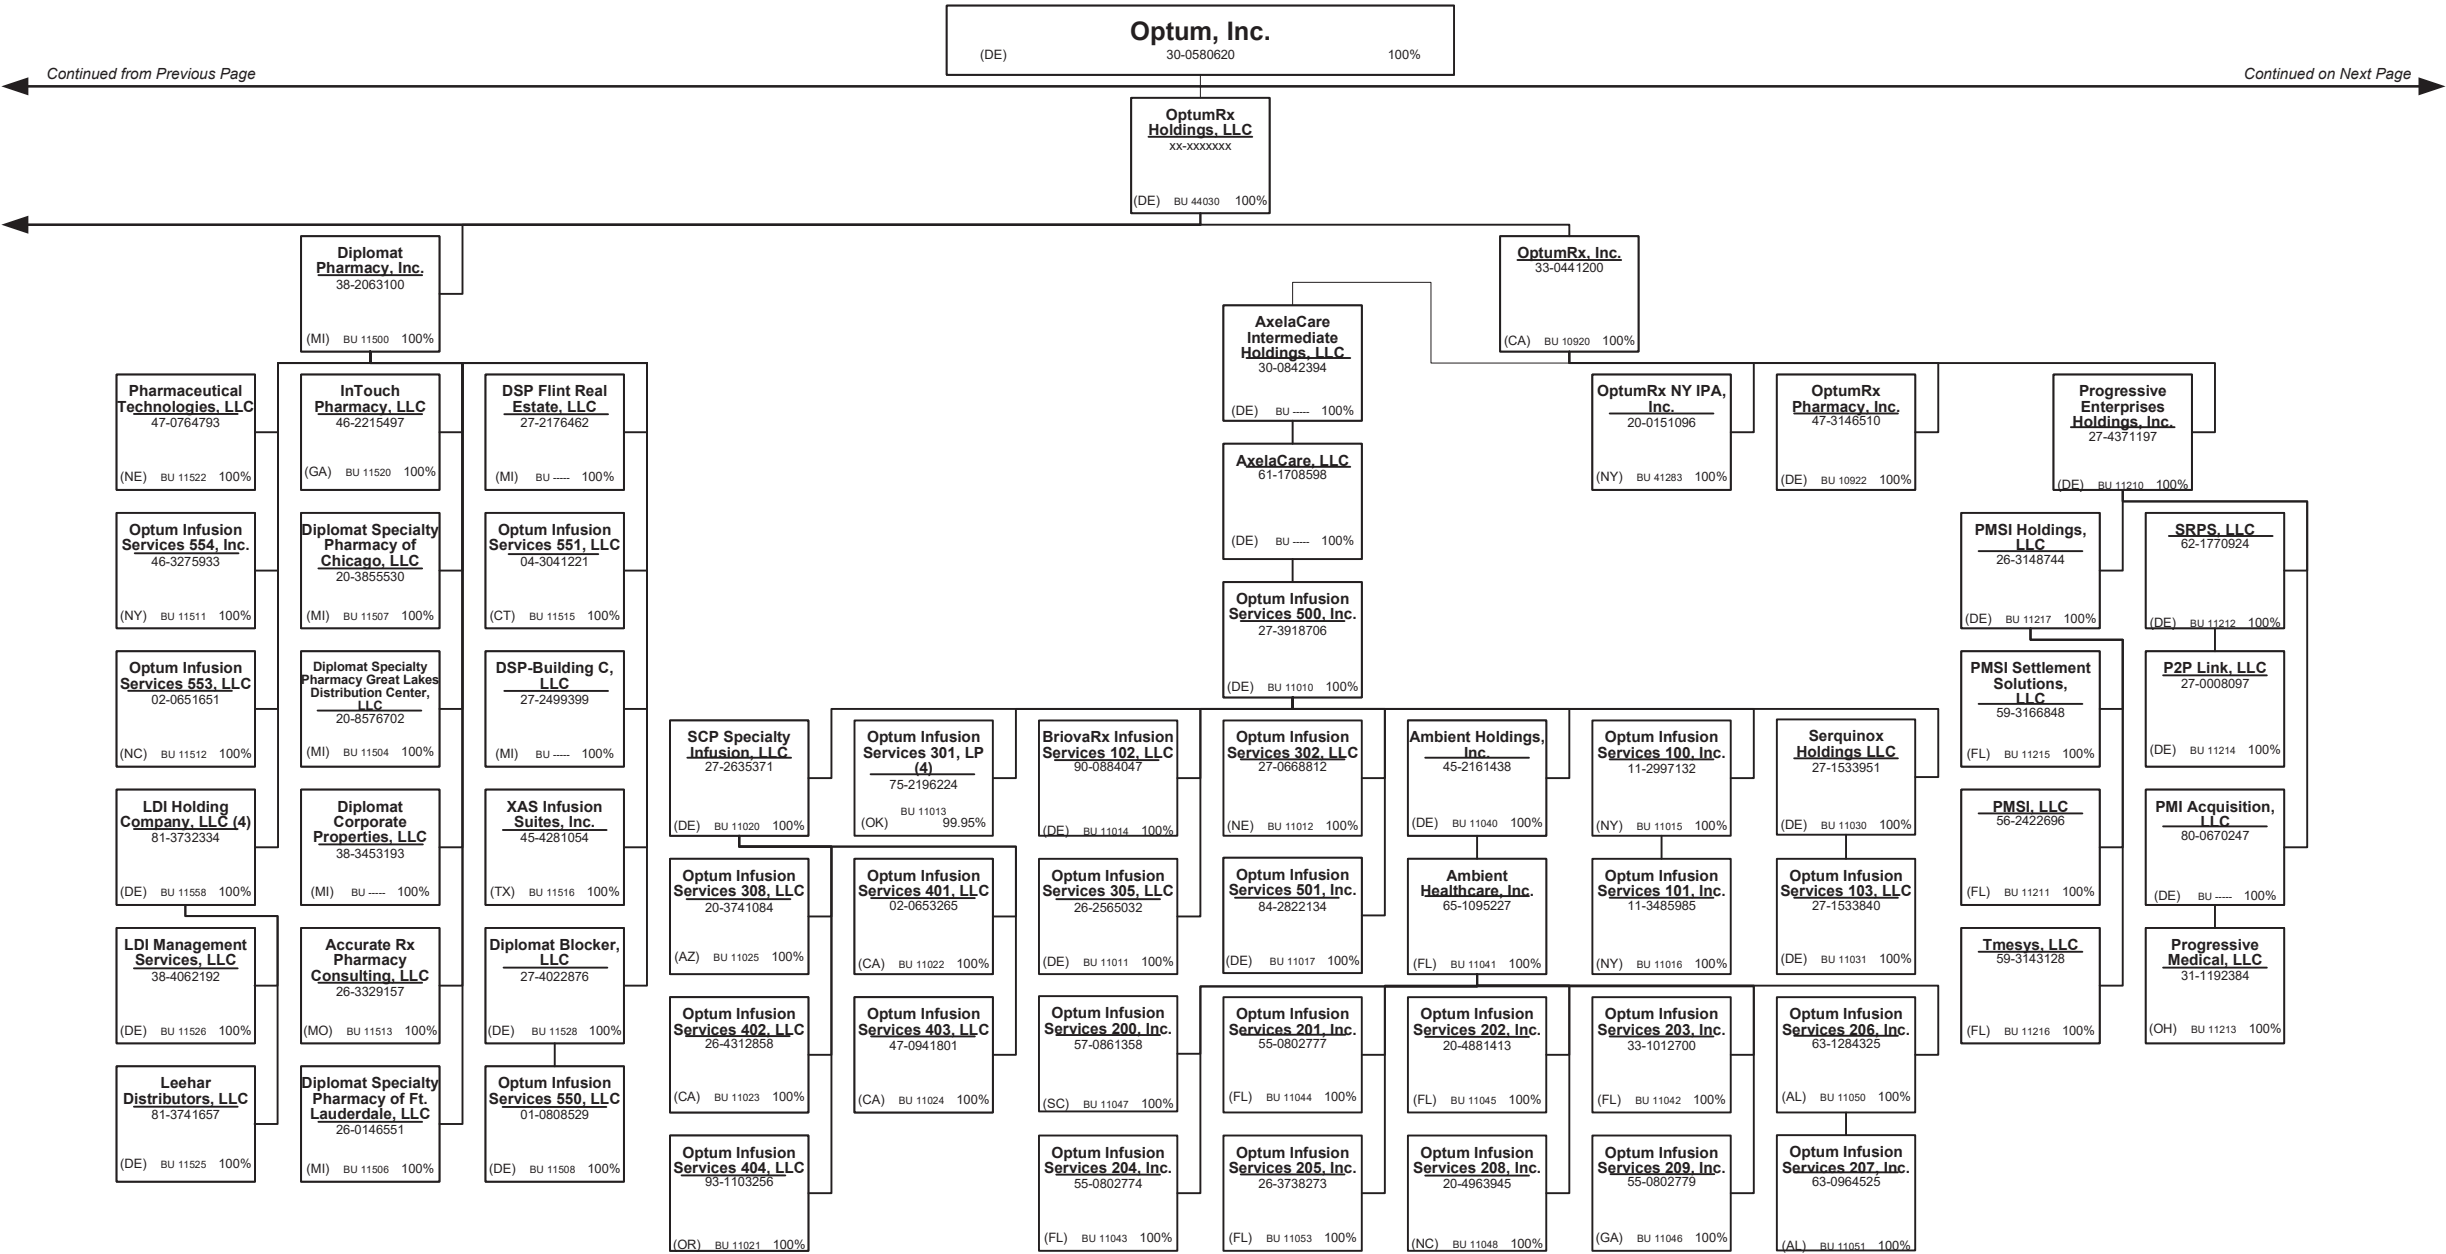 Optum, Inc.
(DE) 30-0580620 100%
Continued from Previous Page
Continued on Next Page
OptumRx
Holdings, LLC
xx-xxxxxxx
(DE) BU 44030 100%
Diplomat
Pharmacy, Inc.
38-2063100
(MI) BU 11500 100%
OptumRx, Inc.
33-0441200
(CA) BU 10920 100%
AxelaCare
Intermediate
Holdings, LLC
30-0842394
(DE) BU ----- 100%
Pharmaceutical
Technologies, LLC
47-0764793
(NE) BU 11522 100%
InTouch
Pharmacy, LLC
46-2215497
(GA) BU 11520 100%
DSP Flint Real
Estate, LLC
27-2176462
(MI) BU ----- 100%
OptumRx NY IPA,
Inc.
20-0151096
(NY) BU 41283 100%
OptumRx
Pharmacy, Inc.
47-3146510
(DE) BU 10922 100%
Progressive
Enterprises
Holdings, Inc.
27-4371197
(DE) BU 11210 100%
AxelaCare, LLC
61-1708598
(DE) BU ----- 100%
Optum Infusion
Services 554, Inc.
46-3275933
(NY) BU 11511 100%
Diplomat Specialty
Pharmacy of
Chicago, LLC
20-3855530
(MI) BU 11507 100%
Optum Infusion
Services 551, LLC
04-3041221
(CT) BU 11515 100%
PMSI Holdings,
LLC
26-3148744
(DE) BU 11217 100%
SRPS, LLC
62-1770924
(DE) BU 11212 100%
Optum Infusion
Services 500, Inc.
27-3918706
(DE) BU 11010 100%
Optum Infusion
Services 553, LLC
02-0651651
(NC) BU 11512 100%
Diplomat Specialty
Pharmacy Great Lakes
Distribution Center,
LLC
20-8576702
(MI) BU 11504 100%
DSP-Building C,
LLC
27-2499399
(MI) BU ----- 100%
PMSI Settlement
Solutions,
LLC
59-3166848
(FL) BU 11215 100%
P2P Link, LLC
27-0008097
(DE) BU 11214 100%
SCP Specialty
Infusion, LLC
27-2635371
(DE) BU 11020 100%
Optum Infusion
Services 301, LP
(4)
75-2196224
BU 11013
(OK) 99.95%
BriovaRx Infusion
Services 102, LLC
90-0884047
(DE) BU 11014 100%
Optum Infusion
Services 302, LLC
27-0668812
(NE) BU 11012 100%
Ambient Holdings,
Inc.
45-2161438
(DE) BU 11040 100%
Optum Infusion
Services 100, Inc.
11-2997132
(NY) BU 11015 100%
Serquinox
Holdings LLC
27-1533951
(DE) BU 11030 100%
LDI Holding
Company, LLC (4)
81-3732334
(DE) BU 11558 100%
Diplomat
Corporate
Properties, LLC
38-3453193
(MI) BU ----- 100%
XAS Infusion
Suites, Inc.
45-4281054
(TX) BU 11516 100%
PMSI, LLC
56-2422696
(FL) BU 11211 100%
PMI Acquisition,
LLC
80-0670247
(DE) BU ----- 100%
Optum Infusion
Services 308, LLC
20-3741084
(AZ) BU 11025 100%
Optum Infusion
Services 401, LLC
02-0653265
(CA) BU 11022 100%
Optum Infusion
Services 305, LLC
26-2565032
(DE) BU 11011 100%
Optum Infusion
Services 501, Inc.
84-2822134
(DE) BU 11017 100%
Ambient
Healthcare, Inc.
65-1095227
(FL) BU 11041 100%
Optum Infusion
Services 101, Inc.
11-3485985
(NY) BU 11016 100%
Optum Infusion
Services 103, LLC
27-1533840
(DE) BU 11031 100%
LDI Management
Services, LLC
38-4062192
(DE) BU 11526 100%
Accurate Rx
Pharmacy
Consulting, LLC
26-3329157
(MO) BU 11513 100%
Diplomat Blocker,
LLC
27-4022876
(DE) BU 11528 100%
Tmesys, LLC
59-3143128
(FL) BU 11216 100%
Progressive
Medical, LLC
31-1192384
(OH) BU 11213 100%
Optum Infusion
Services 402, LLC
26-4312858
(CA) BU 11023 100%
Optum Infusion
Services 403, LLC
47-0941801
(CA) BU 11024 100%
Optum Infusion
Services 200, Inc.
57-0861358
(SC) BU 11047 100%
Optum Infusion
Services 201, Inc.
55-0802777
(FL) BU 11044 100%
Optum Infusion
Services 202, Inc.
20-4881413
(FL) BU 11045 100%
Optum Infusion
Services 203, Inc.
33-1012700
(FL) BU 11042 100%
Optum Infusion
Services 206, Inc.
63-1284325
(AL) BU 11050 100%
Leehar
Distributors, LLC
81-3741657
(DE) BU 11525 100%
Diplomat Specialty
Pharmacy of Ft.
Lauderdale, LLC
26-0146551
(MI) BU 11506 100%
Optum Infusion
Services 550, LLC
01-0808529
(DE) BU 11508 100%
Optum Infusion
Services 404, LLC
93-1103256
(OR) BU 11021 100%
Optum Infusion
Services 204, Inc.
55-0802774
(FL) BU 11043 100%
Optum Infusion
Services 205, Inc.
26-3738273
(FL) BU 11053 100%
Optum Infusion
Services 208, Inc.
20-4963945
(NC) BU 11048 100%
Optum Infusion
Services 209, Inc.
55-0802779
(GA) BU 11046 100%
Optum Infusion
Services 207, Inc.
63-0964525
(AL) BU 11051 100%